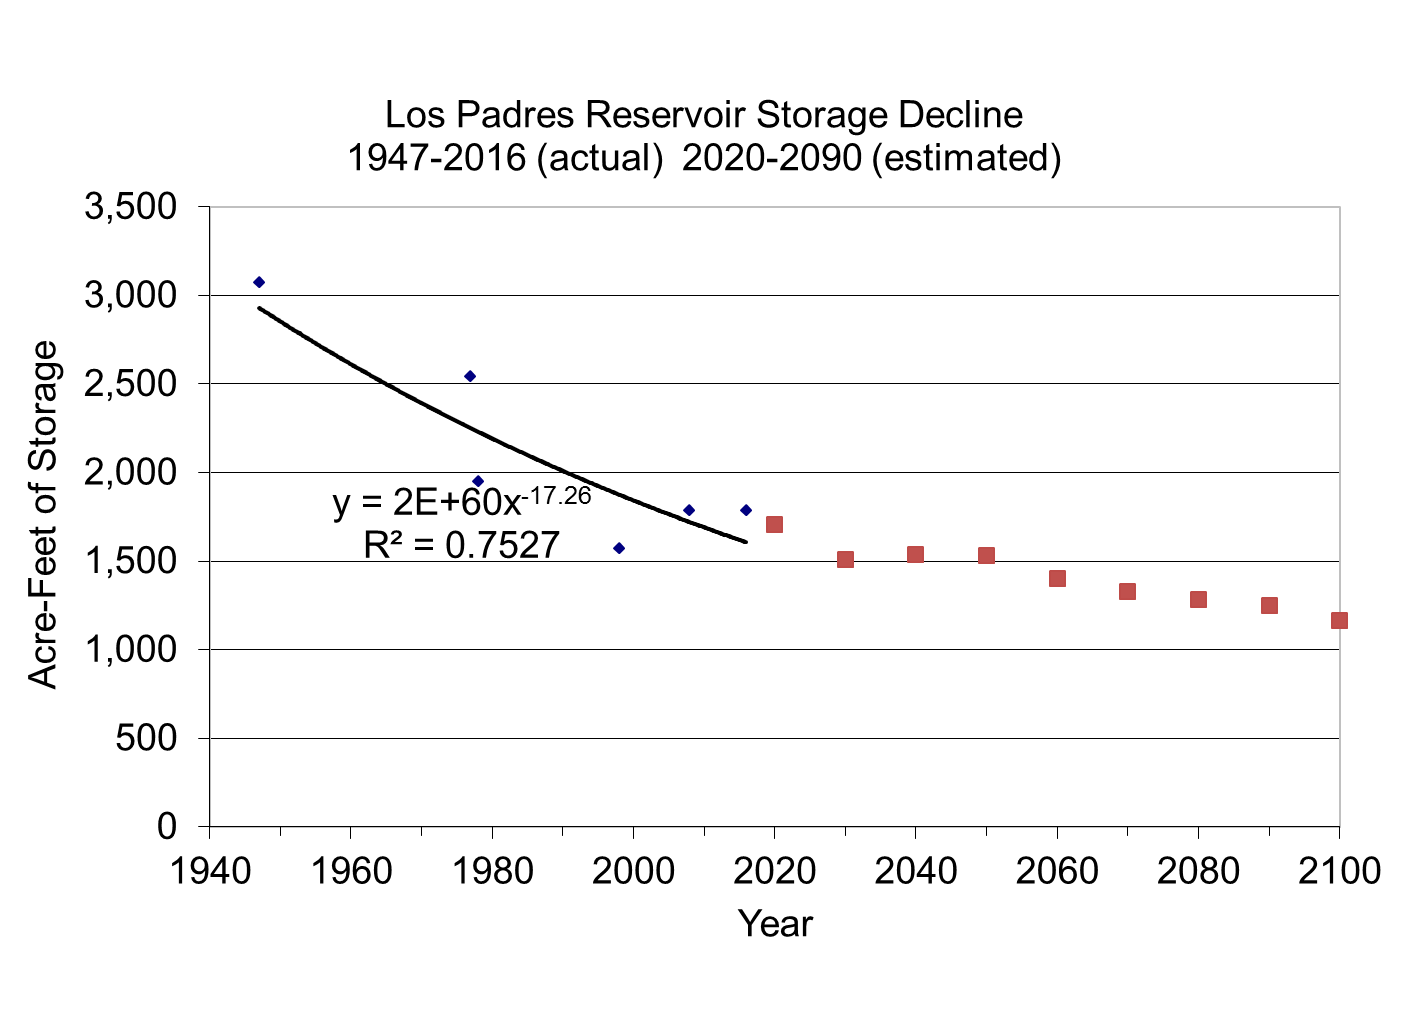 Los Padres Reservoir Storage Decline
1947-2016 (actual)  2020-2090 (estimated)
3,500
3,000
2,500
2,000
1,500
1,000
500
0
Acre-Feet of Storage
y = 2E+60x⁻¹⁷·²⁶
R² = 0.7527
1940 1960 1980 2000 2020 2040 2060 2080 2100
Year